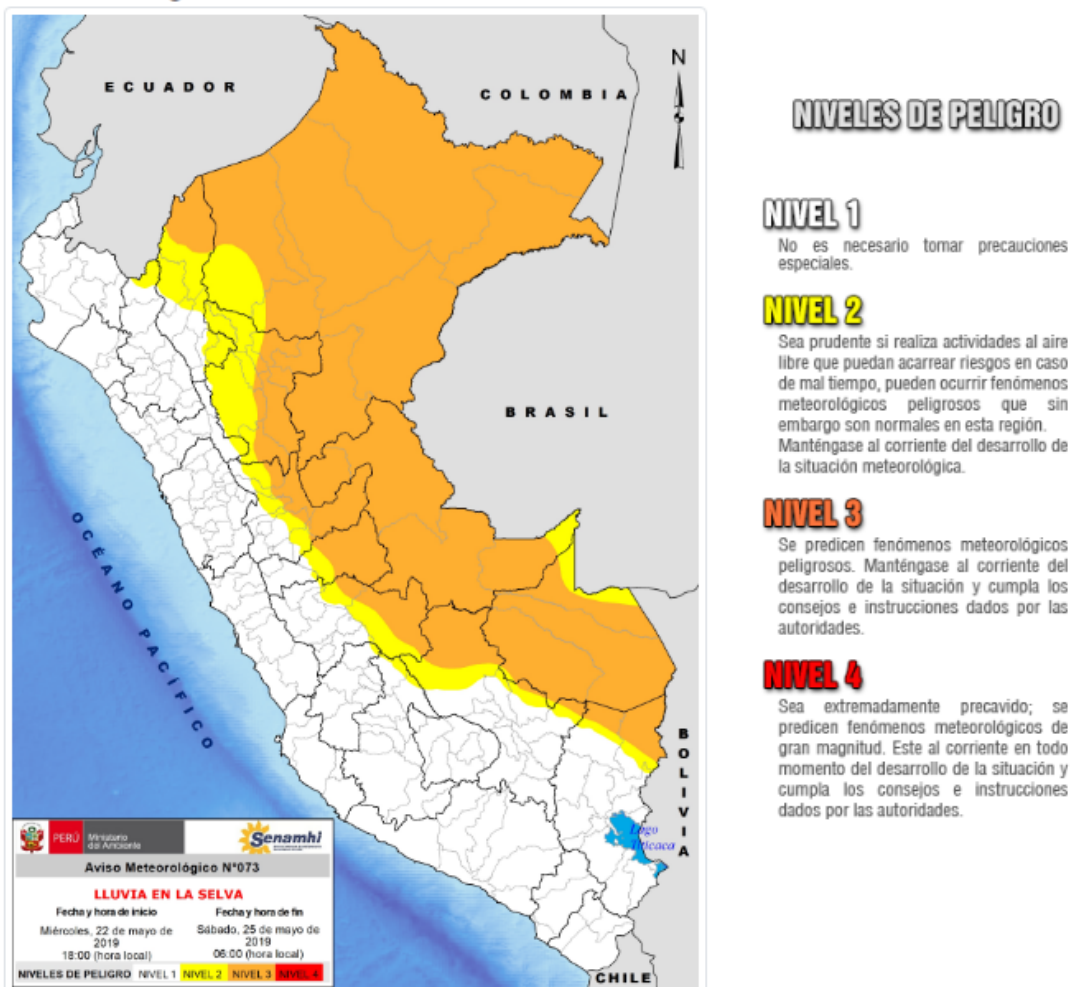 ECUADOR
COLOMBIA
N
BRASIL
OCÉANO PACÍFICO
BOLIVIA
Lago
Titicaca
CHILE
PERÚ
Ministerio
del Ambiente
Senamhi
Aviso Meteorológico N°073
LLUVIA EN LA SELVA
Fecha y hora de inicio
Miércoles, 22 de mayo de
2019
18:00 (hora local)
Fecha y hora de fin
Sábado, 25 de mayo de
2019
06:00 (hora local)
NIVELES DE PELIGRO NIVEL 1 NIVEL 2 NIVEL 3 NIVEL 4
NIVELES DE PELIGRO
NIVEL 1
No es necesario tomar precauciones
especiales.
NIVEL 2
Sea prudente si realiza actividades al aire
libre que puedan acarrear riesgos en caso
de mal tiempo, pueden ocurrir fenómenos
meteorológicos peligrosos que sin
embargo son normales en esta región.
Manténgase al corriente del desarrollo de
la situación meteorológica.
NIVEL 3
Se predicen fenómenos meteorológicos
peligrosos. Manténgase al corriente del
desarrollo de la situación y cumpla los
consejos e instrucciones dados por las
autoridades.
NIVEL 4
Sea extremadamente precavido; se
predicen fenómenos meteorológicos de
gran magnitud. Este al corriente en todo
momento del desarrollo de la situación y
cumpla los consejos e instrucciones
dados por las autoridades.